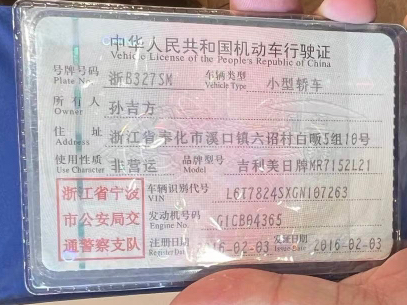 中华人民共和国机动车行驶证
Vehicle License of the People's Republic of China
号牌号码 浙B327SM 车辆类型 小型轿车
Plate No. Vehicle Type
所有人 孙吉方
Owner
住址 浙江省奉化市溪口镇六诏村白畈3组10号
Address
使用性质 非营运 品牌型号 吉利美日牌MR7152L21
Use Character Model
浙江省宁波 车辆识别代号 L6T7824SXGN107263
VIN
市公安局交 发动机号码 G1CB04365
Engine No.
通警察支队 注册日期 2016-02-03 发证日期 2016-02-03
Register Date Issue Date